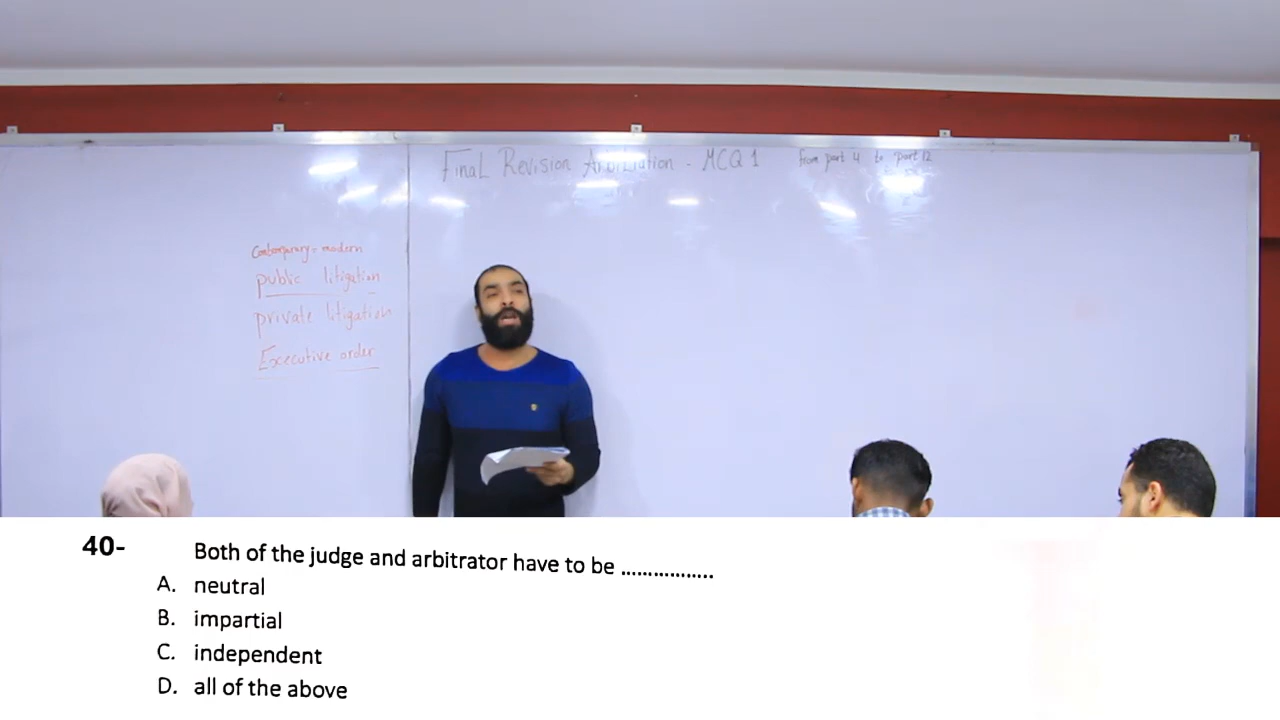 Final Revision Arbitration - MCQ 1 from part 4 to part 12
Contemporary = modern
public litigation
private litigation
Executive order
40- Both of the judge and arbitrator have to be .................
A. neutral
B. impartial
C. independent
D. all of the above